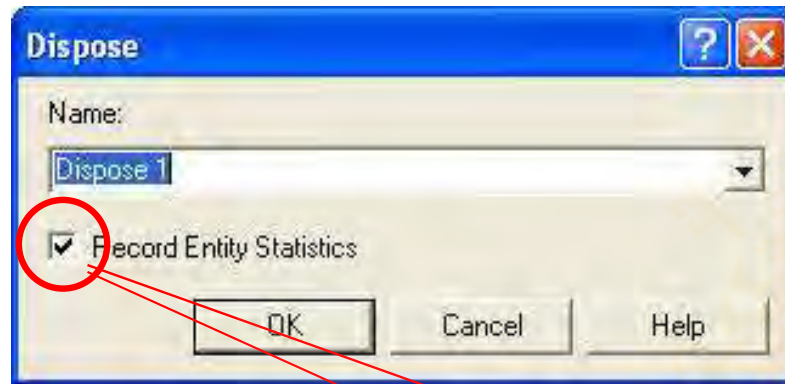 Dispose
Name:
Dispose 1
Record Entity Statistics
OK Cancel Help